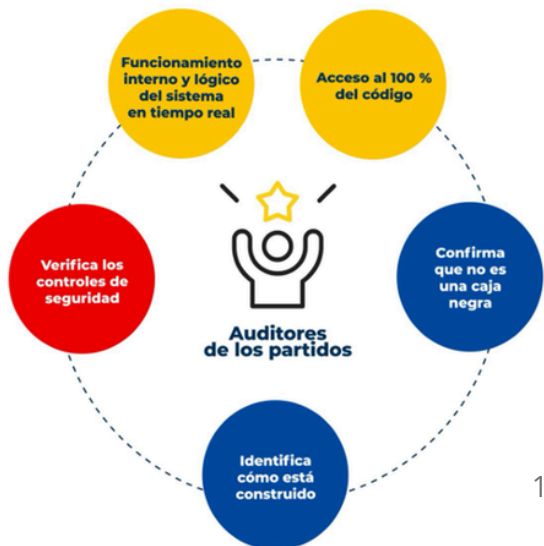 Funcionamiento
interno y lógico
del sistema
en tiempo real
Acceso al 100 %
del código
Verifica los
controles de
seguridad
Confirma
que no es
una caja
negra
Auditores
de los partidos
Identifica
cómo está
construido
1